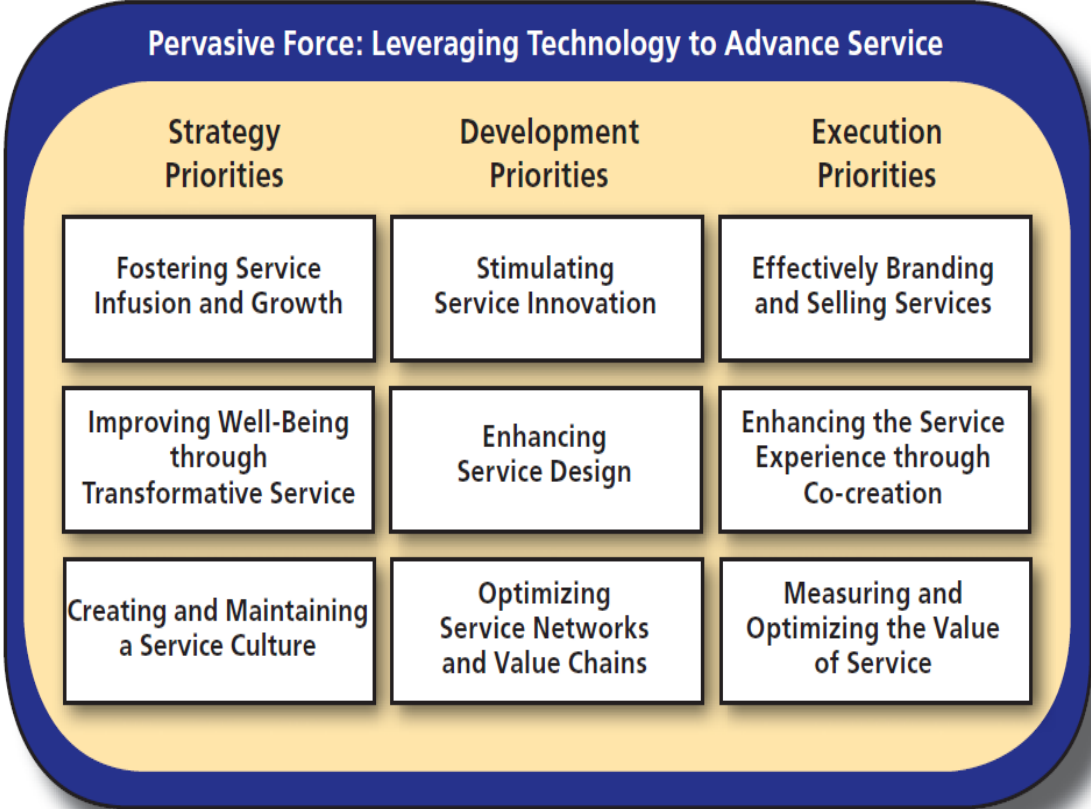 Pervasive Force: Leveraging Technology to Advance Service
Strategy
Priorities
Development
Priorities
Execution
Priorities
Fostering Service
Infusion and Growth
Stimulating
Service Innovation
Effectively Branding
and Selling Services
Improving Well-Being
through
Transformative Service
Enhancing
Service Design
Enhancing the Service
Experience through
Co-creation
Creating and Maintaining
a Service Culture
Optimizing
Service Networks
and Value Chains
Measuring and
Optimizing the Value
of Service